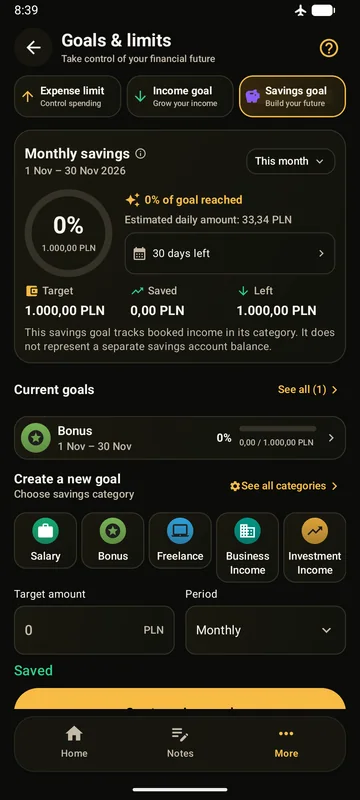 8:39
Goals & limits
Take control of your financial future
Expense limit
Control spending
Income goal
Grow your income
Savings goal
Build your future
Monthly savings
This month
1 Nov – 30 Nov 2026
0% of goal reached
0%
1.000,00 PLN
Estimated daily amount: 33,34 PLN
30 days left
Target
Saved
Left
1.000,00 PLN
0,00 PLN
1.000,00 PLN
This savings goal tracks booked income in its category. It does
not represent a separate savings account balance.
Current goals
See all (1)
Bonus
1 Nov – 30 Nov
0%
0,00 / 1.000,00 PLN
Create a new goal
Choose savings category
See all categories
Salary
Bonus
Freelance
Business
Income
Investment
Income
Target amount
Period
0
PLN
Monthly
Saved
Home
Notes
More